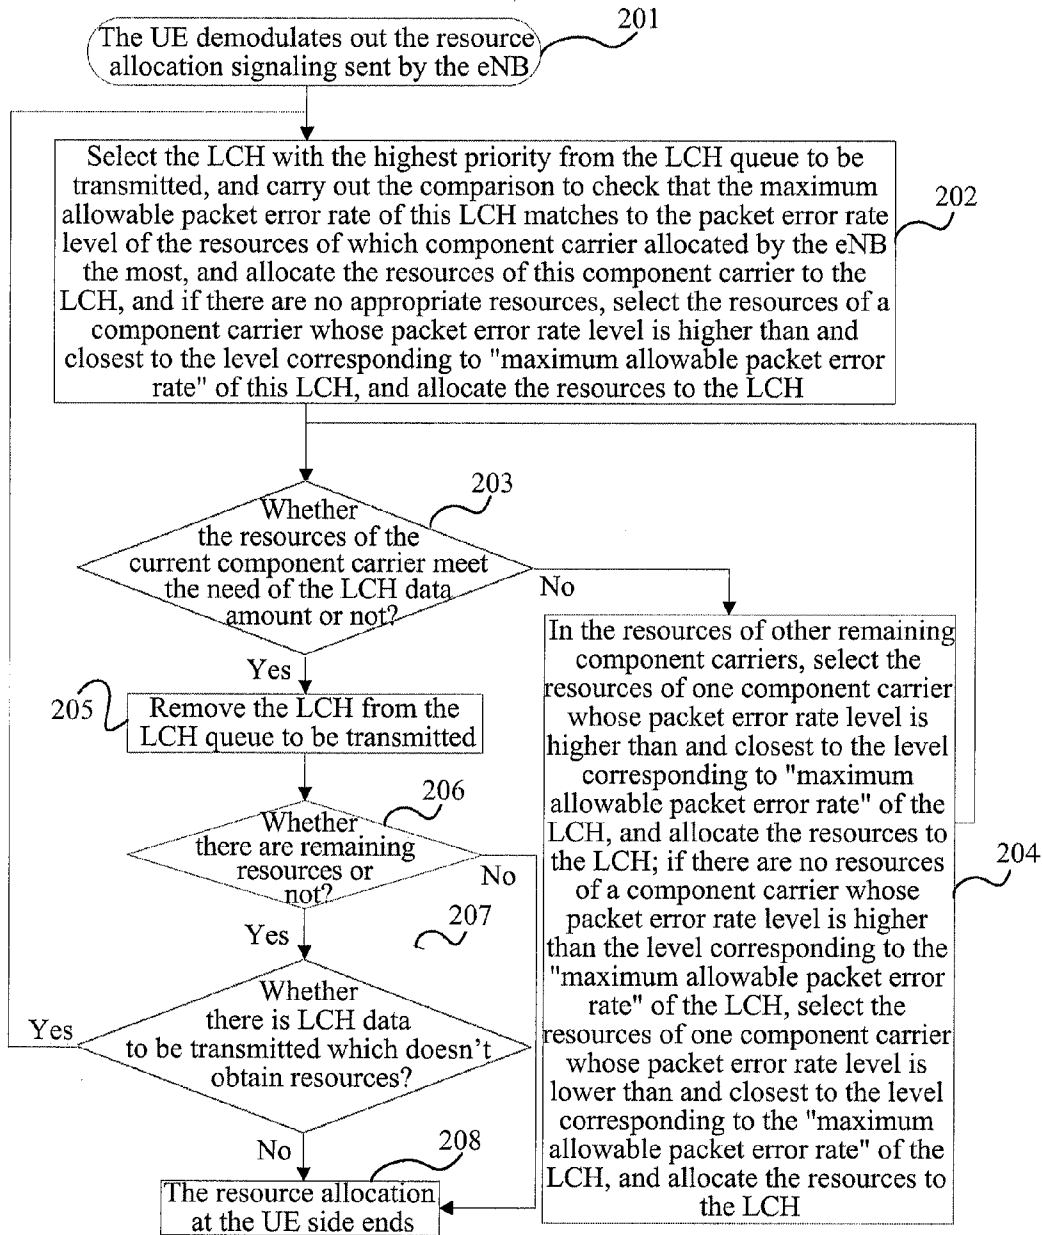 201
The UE demodulates out the resource
allocation signaling sent by the eNB
Select the LCH with the highest priority from the LCH queue to be
transmitted, and carry out the comparison to check that the maximum
allowable packet error rate of this LCH matches to the packet error rate
level of the resources of which component carrier allocated by the eNB
the most, and allocate the resources of this component carrier to the
LCH, and if there are no appropriate resources, select the resources of a
component carrier whose packet error rate level is higher than and
closest to the level corresponding to "maximum allowable packet error
rate" of this LCH, and allocate the resources to the LCH
202
203
Whether
the resources of the
current component carrier meet
the need of the LCH data
amount or not?
No
Yes
In the resources of other remaining
component carriers, select the
resources of one component carrier
whose packet error rate level is
higher than and closest to the level
corresponding to "maximum
allowable packet error rate" of the
LCH, and allocate the resources to
the LCH; if there are no resources
of a component carrier whose
packet error rate level is higher
than the level corresponding to the
"maximum allowable packet error
rate" of the LCH, select the
resources of one component carrier
whose packet error rate level is
lower than and closest to the level
corresponding to the "maximum
allowable packet error rate" of the
LCH, and allocate the resources to
the LCH
204
205
Remove the LCH from the
LCH queue to be transmitted
206
Whether
there are remaining
resources or
not?
No
Yes
207
Whether
there is LCH data
to be transmitted which doesn't
obtain resources?
Yes
No
208
The resource allocation
at the UE side ends